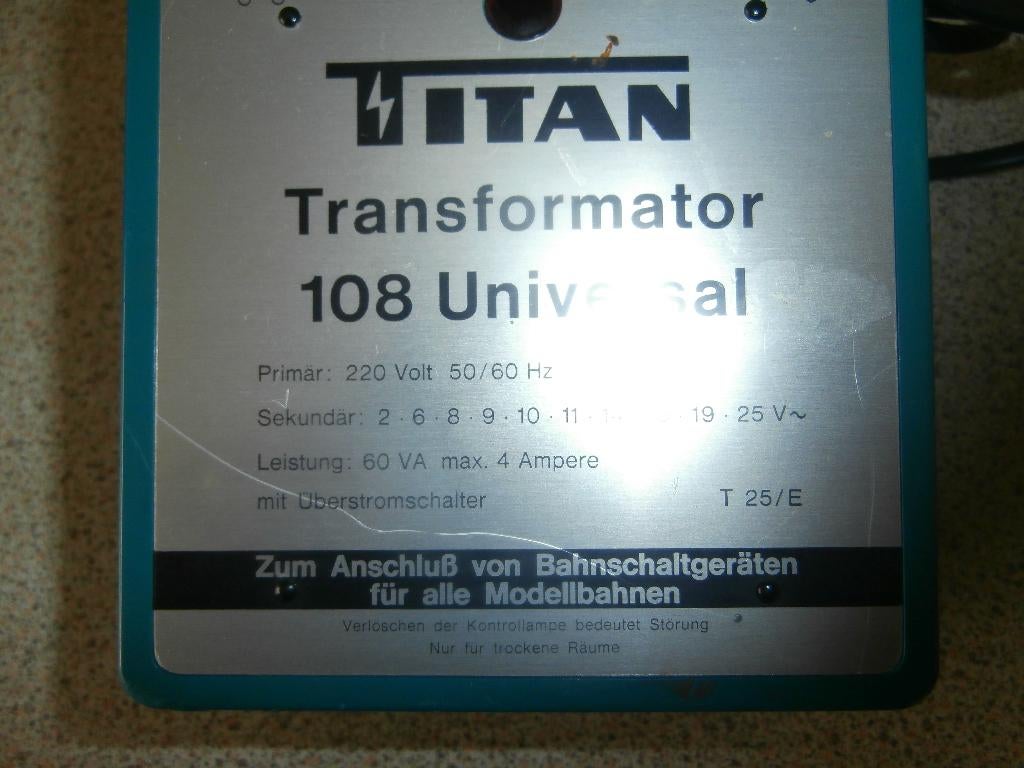 TITAN
Transformator
108 Universal
Primär: 220 Volt 50/60 Hz
Sekundär: 2 · 6 · 8 · 9 · 10 · 11 · 19 · 25 V~
Leistung: 60 VA max. 4 Ampere
mit Überstromschalter T 25/E
Zum Anschluß von Bahnschaltgeräten
für alle Modellbahnen
Verlöschen der Kontrollampe bedeutet Störung
Nur für trockene Räume